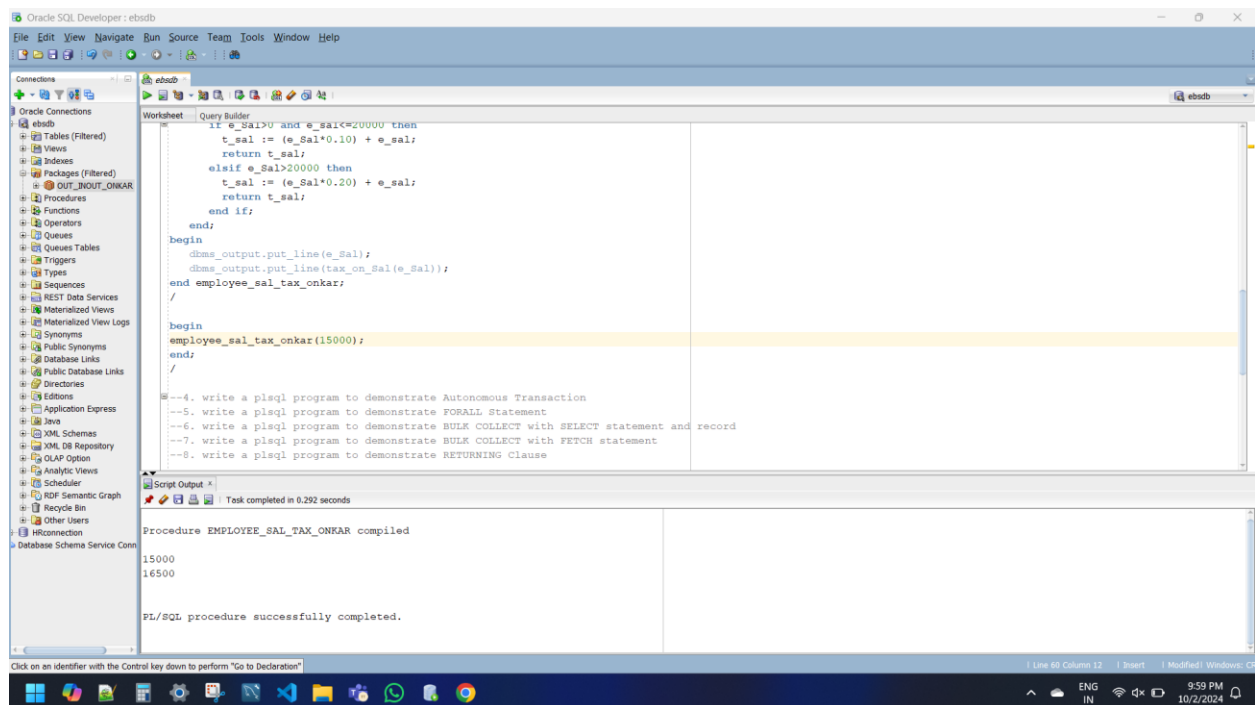 Oracle SQL Developer : ebsdb
File Edit View Navigate Run Source Team Tools Window Help
Connections
ebsdb
ebsdb
Oracle Connections
ebsdb
Tables (Filtered)
Views
Indexes
Packages (Filtered)
OUT_INOUT_ONKAR
Procedures
Functions
Operators
Queues
Queues Tables
Triggers
Types
Sequences
REST Data Services
Materialized Views
Materialized View Logs
Synonyms
Public Synonyms
Database Links
Public Database Links
Directories
Editions
Application Express
Java
XML Schemas
XML DB Repository
OLAP Option
Analytic Views
Scheduler
RDF Semantic Graph
Recycle Bin
Other Users
HRconnection
Database Schema Service Conn
Worksheet Query Builder
if e_Sal>0 and e_sal<=20000 then
t_sal := (e_Sal*0.10) + e_sal;
return t_sal;
elsif e_Sal>20000 then
t_sal := (e_Sal*0.20) + e_sal;
return t_sal;
end if;
end;
begin
dbms_output.put_line(e_Sal);
dbms_output.put_line(tax_on_Sal(e_Sal));
end employee_sal_tax_onkar;
/
begin
employee_sal_tax_onkar(15000);
end;
/
--4. write a plsql program to demonstrate Autonomous Transaction
--5. write a plsql program to demonstrate FORALL Statement
--6. write a plsql program to demonstrate BULK COLLECT with SELECT statement and record
--7. write a plsql program to demonstrate BULK COLLECT with FETCH statement
--8. write a plsql program to demonstrate RETURNING Clause
Script Output
Task completed in 0.292 seconds
Procedure EMPLOYEE_SAL_TAX_ONKAR compiled
15000
16500
PL/SQL procedure successfully completed.
Click on an identifier with the Control key down to perform "Go to Declaration"
Line 60 Column 12 | Insert | Modified | Windows: CR
ENG
IN
9:59 PM
10/2/2024